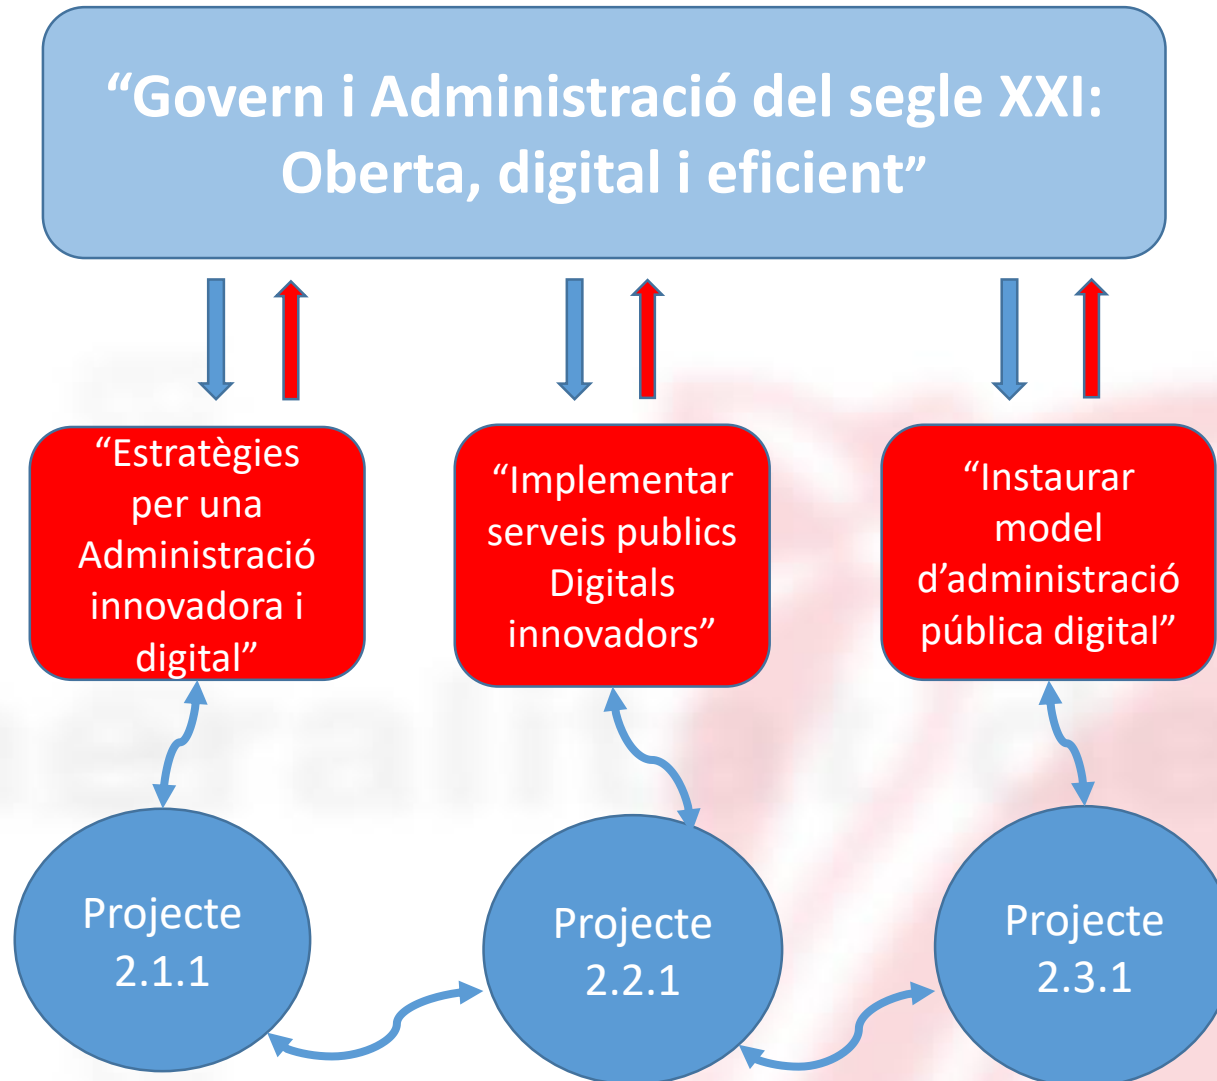 “Govern i Administració del segle XXI:
Oberta, digital i eficient”
“Estratègies
per una
Administració
innovadora i
digital”
“Implementar
serveis publics
Digitals
innovadors”
“Instaurar
model
d’administració
pública digital”
Projecte
2.1.1
Projecte
2.2.1
Projecte
2.3.1